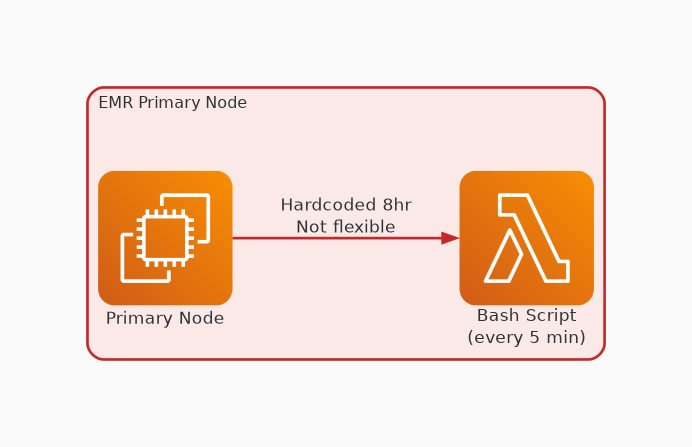 EMR Primary Node
Hardcoded 8hr
Not flexible
Primary Node
Bash Script
(every 5 min)